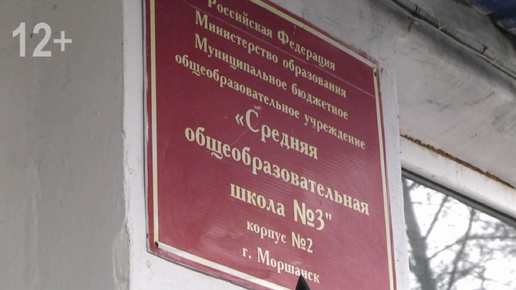 12+
Российская Федерация
Министерство образования
Муниципальное бюджетное
общеобразовательное учреждение
«Средняя
общеобразовательная
школа №3"
корпус №2
г. Моршанск